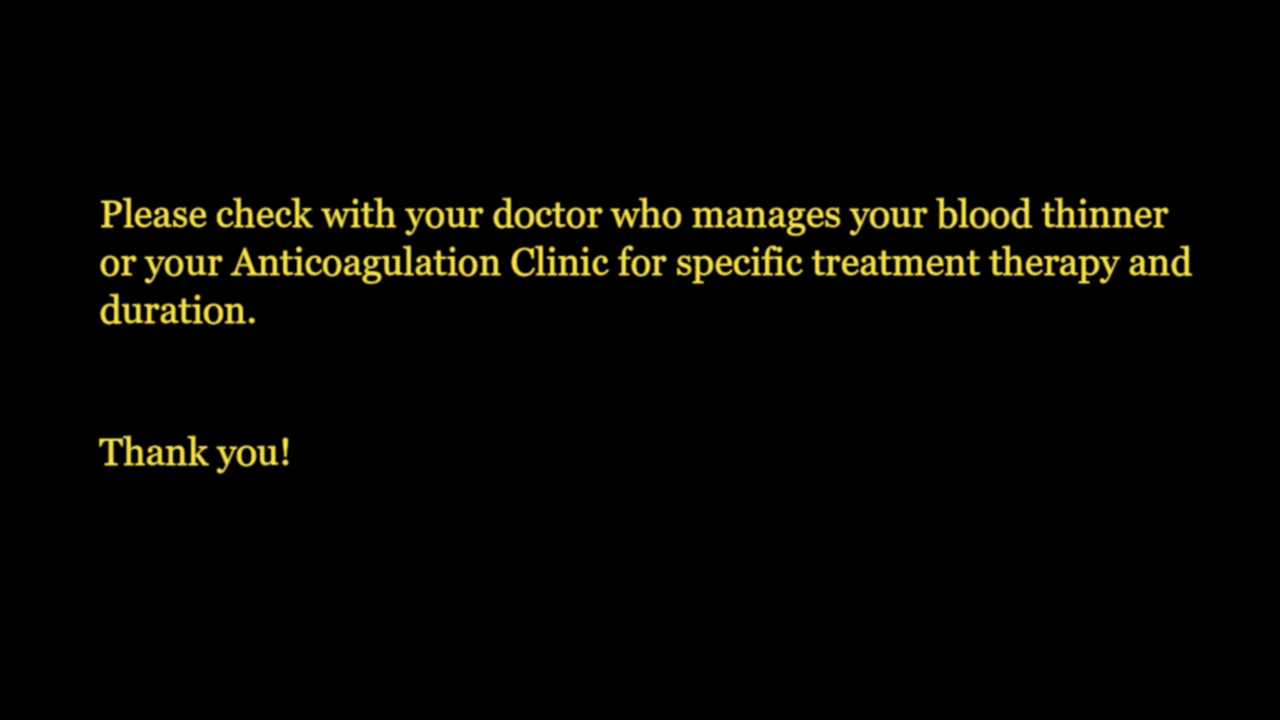 Please check with your doctor who manages your blood thinner
or your Anticoagulation Clinic for specific treatment therapy and
duration.
Thank you!